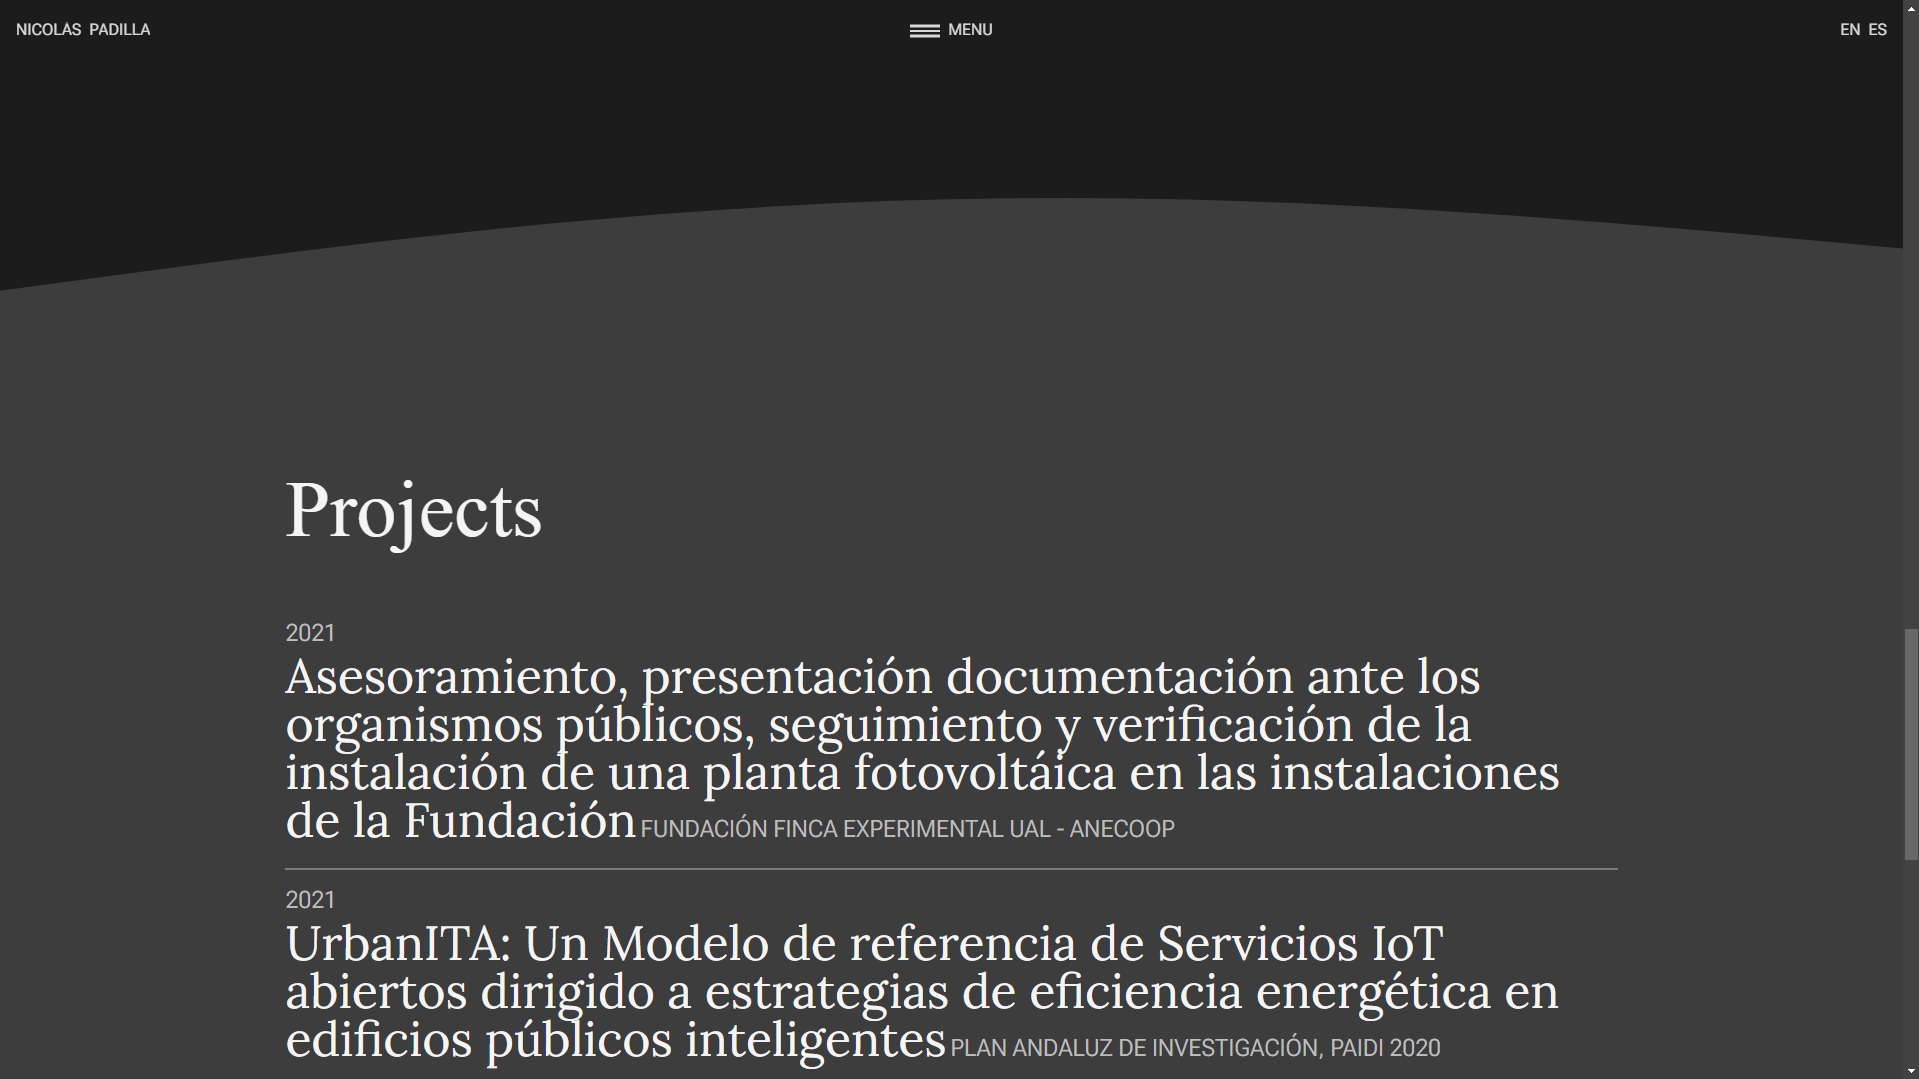 NICOLÁS PADILLA
MENU
EN ES
Projects
2021
Asesoramiento, presentación documentación ante los
organismos públicos, seguimiento y verificación de la
instalación de una planta fotovoltáica en las instalaciones
de la Fundación FUNDACIÓN FINCA EXPERIMENTAL UAL - ANECOOP
2021
UrbanITA: Un Modelo de referencia de Servicios IoT
abiertos dirigido a estrategias de eficiencia energética en
edificios públicos inteligentes PLAN ANDALUZ DE INVESTIGACIÓN, PAIDI 2020